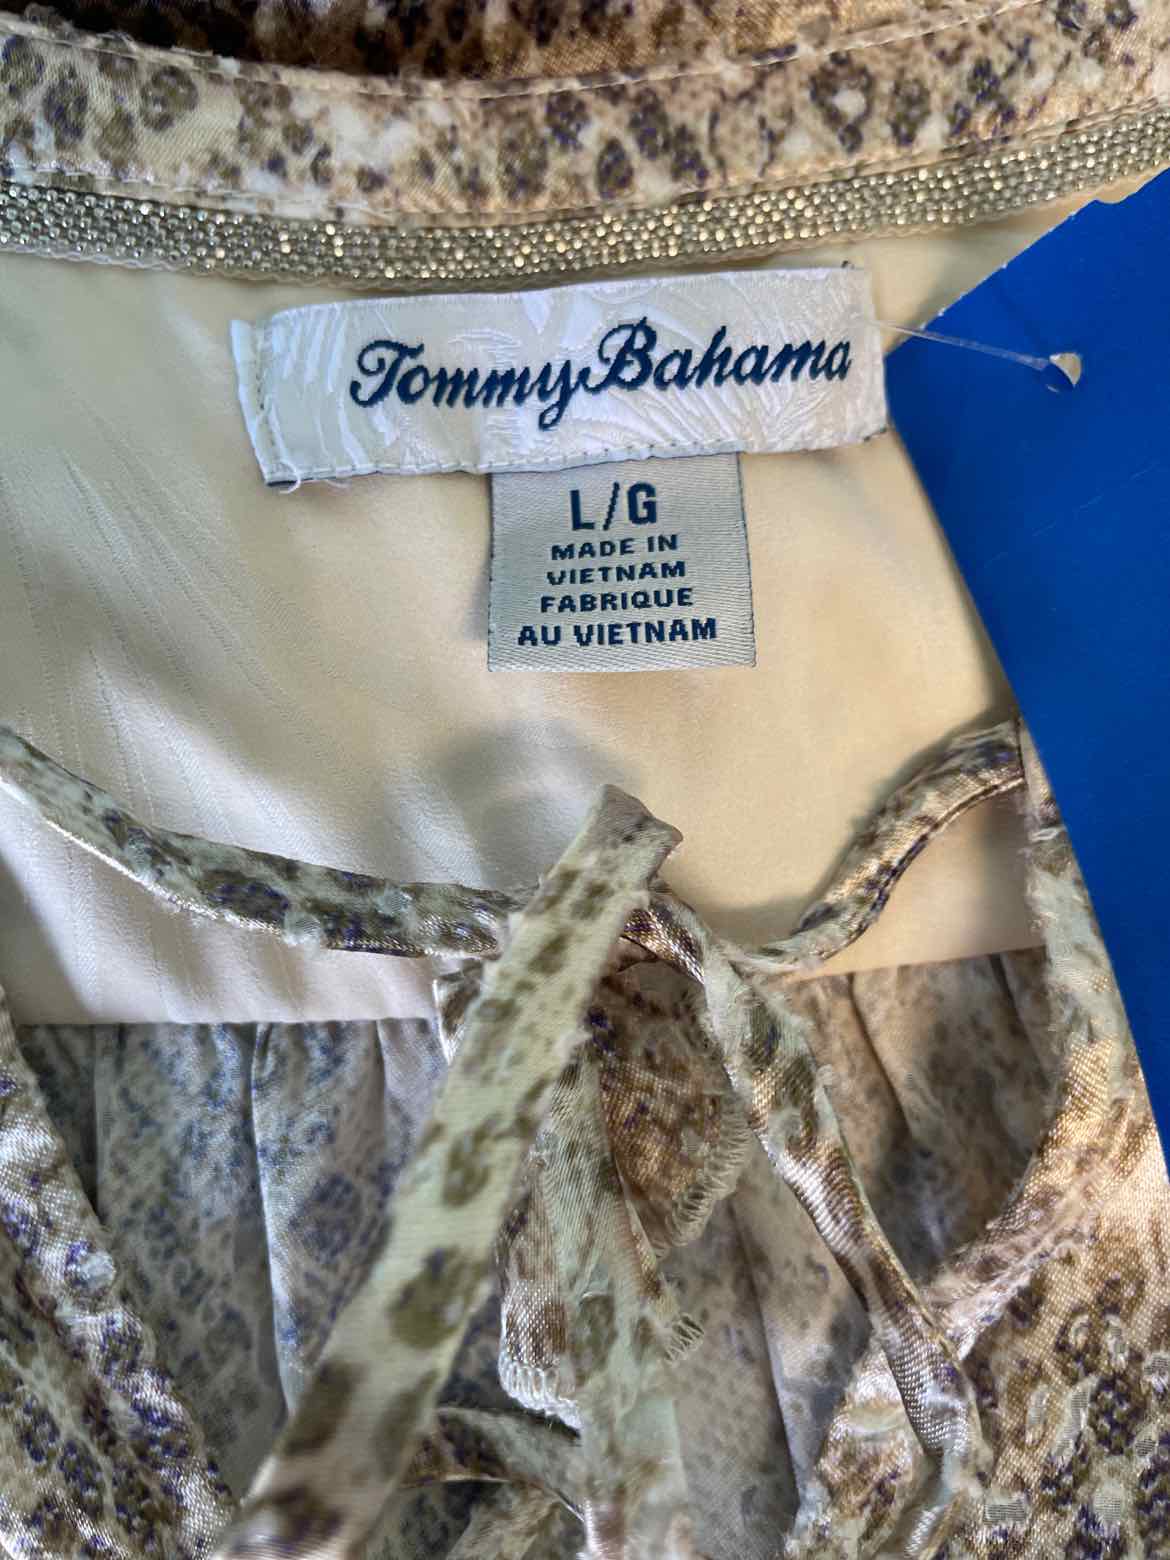 Tommy Bahama
L/G
MADE IN
VIETNAM
FABRIQUE
AU VIETNAM